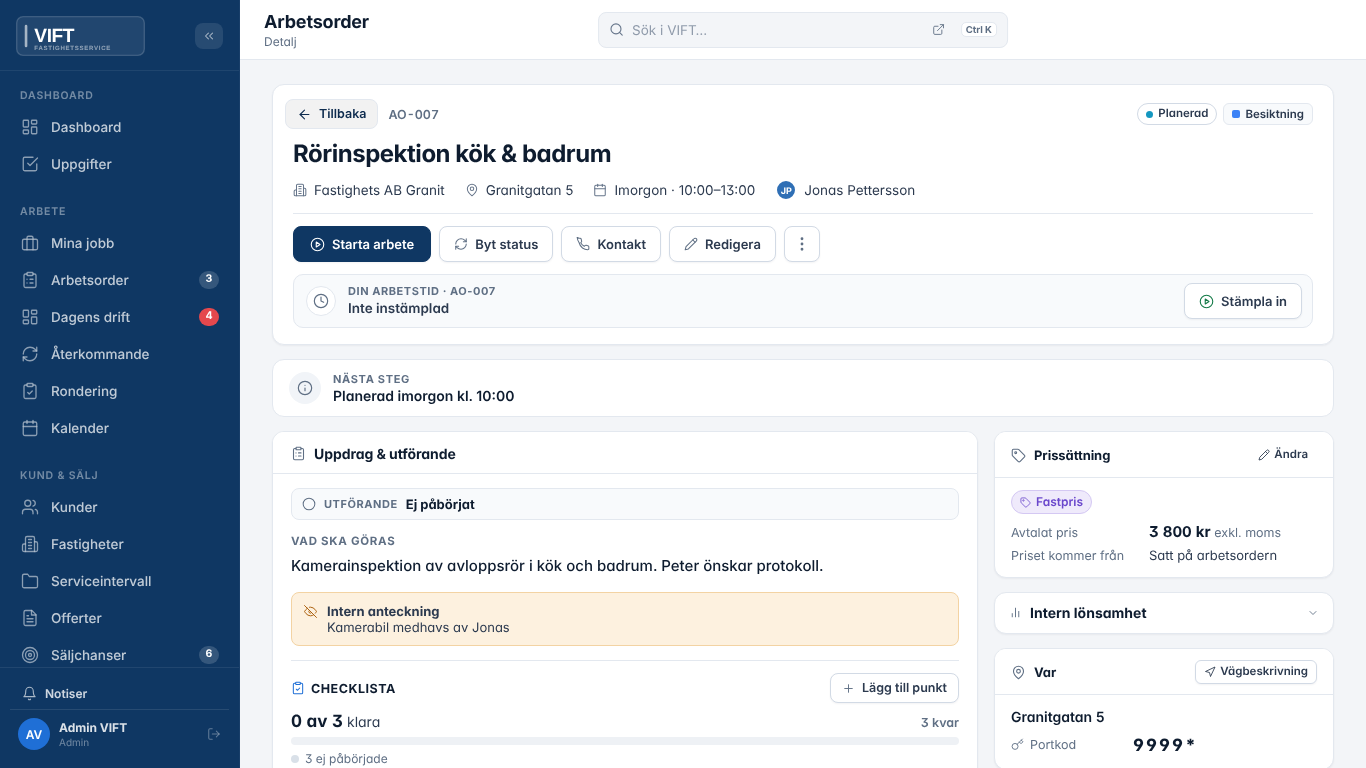 VIFT
FASTIGHETSSERVICE
DASHBOARD
Dashboard
Uppgifter
ARBETE
Mina jobb
Arbetsorder 3
Dagens drift 4
Återkommande
Rondering
Kalender
KUND & SÄLJ
Kunder
Fastigheter
Serviceintervall
Offerter
Säljchanser 6
Notiser
AV
Admin VIFT
Admin
Arbetsorder
Detalj
Sök i VIFT...
Ctrl K
Tillbaka AO-007
Planerad Besiktning
Rörinspektion kök & badrum
Fastighets AB Granit Granitgatan 5 Imorgon · 10:00–13:00 JP Jonas Pettersson
Starta arbete Byt status Kontakt Redigera
DIN ARBETSTID · AO-007
Inte instämplad
Stämpla in
NÄSTA STEG
Planerad imorgon kl. 10:00
Uppdrag & utförande
UTFÖRANDE Ej påbörjat
VAD SKA GÖRAS
Kamerainspektion av avloppsrör i kök och badrum. Peter önskar protokoll.
Intern anteckning
Kamerabil medhavs av Jonas
CHECKLISTA
Lägg till punkt
0 av 3 klara
3 kvar
3 ej påbörjade
Prissättning Ändra
Fastpris
Avtalat pris 3 800 kr exkl. moms
Priset kommer från Satt på arbetsordern
Intern lönsamhet
Var Vägbeskrivning
Granitgatan 5
Portkod 9999*